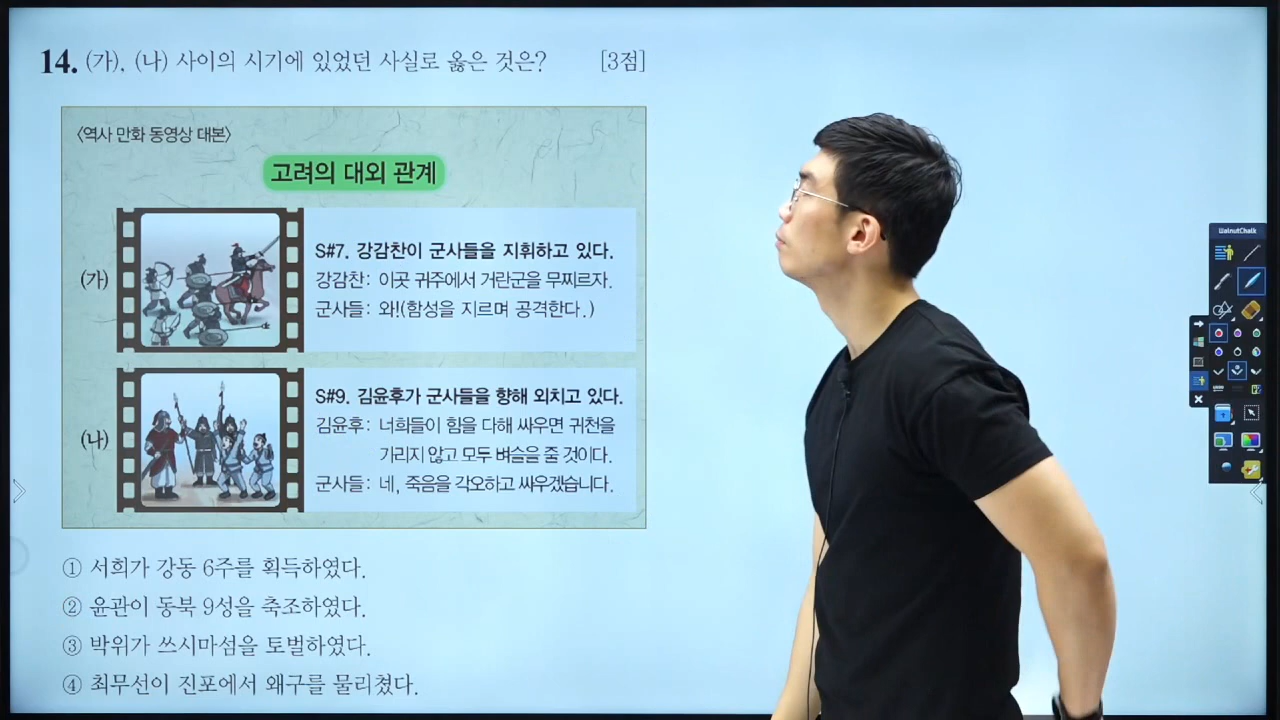 14. (가), (나) 사이의 시기에 있었던 사실로 옳은 것은? [3점]
〈역사 만화 동영상 대본〉
고려의 대외 관계
(가)
S#7. 강감찬이 군사들을 지휘하고 있다.
강감찬: 이곳 귀주에서 거란군을 무찌르자.
군사들: 와!(함성을 지르며 공격한다.)
(나)
S#9. 김윤후가 군사들을 향해 외치고 있다.
김윤후: 너희들이 힘을 다해 싸우면 귀천을
가리지 않고 모두 벼슬을 줄 것이다.
군사들: 네, 죽음을 각오하고 싸우겠습니다.
① 서희가 강동 6주를 획득하였다.
② 윤관이 동북 9성을 축조하였다.
③ 박위가 쓰시마섬을 토벌하였다.
④ 최무선이 진포에서 왜구를 물리쳤다.
WalnutChalk